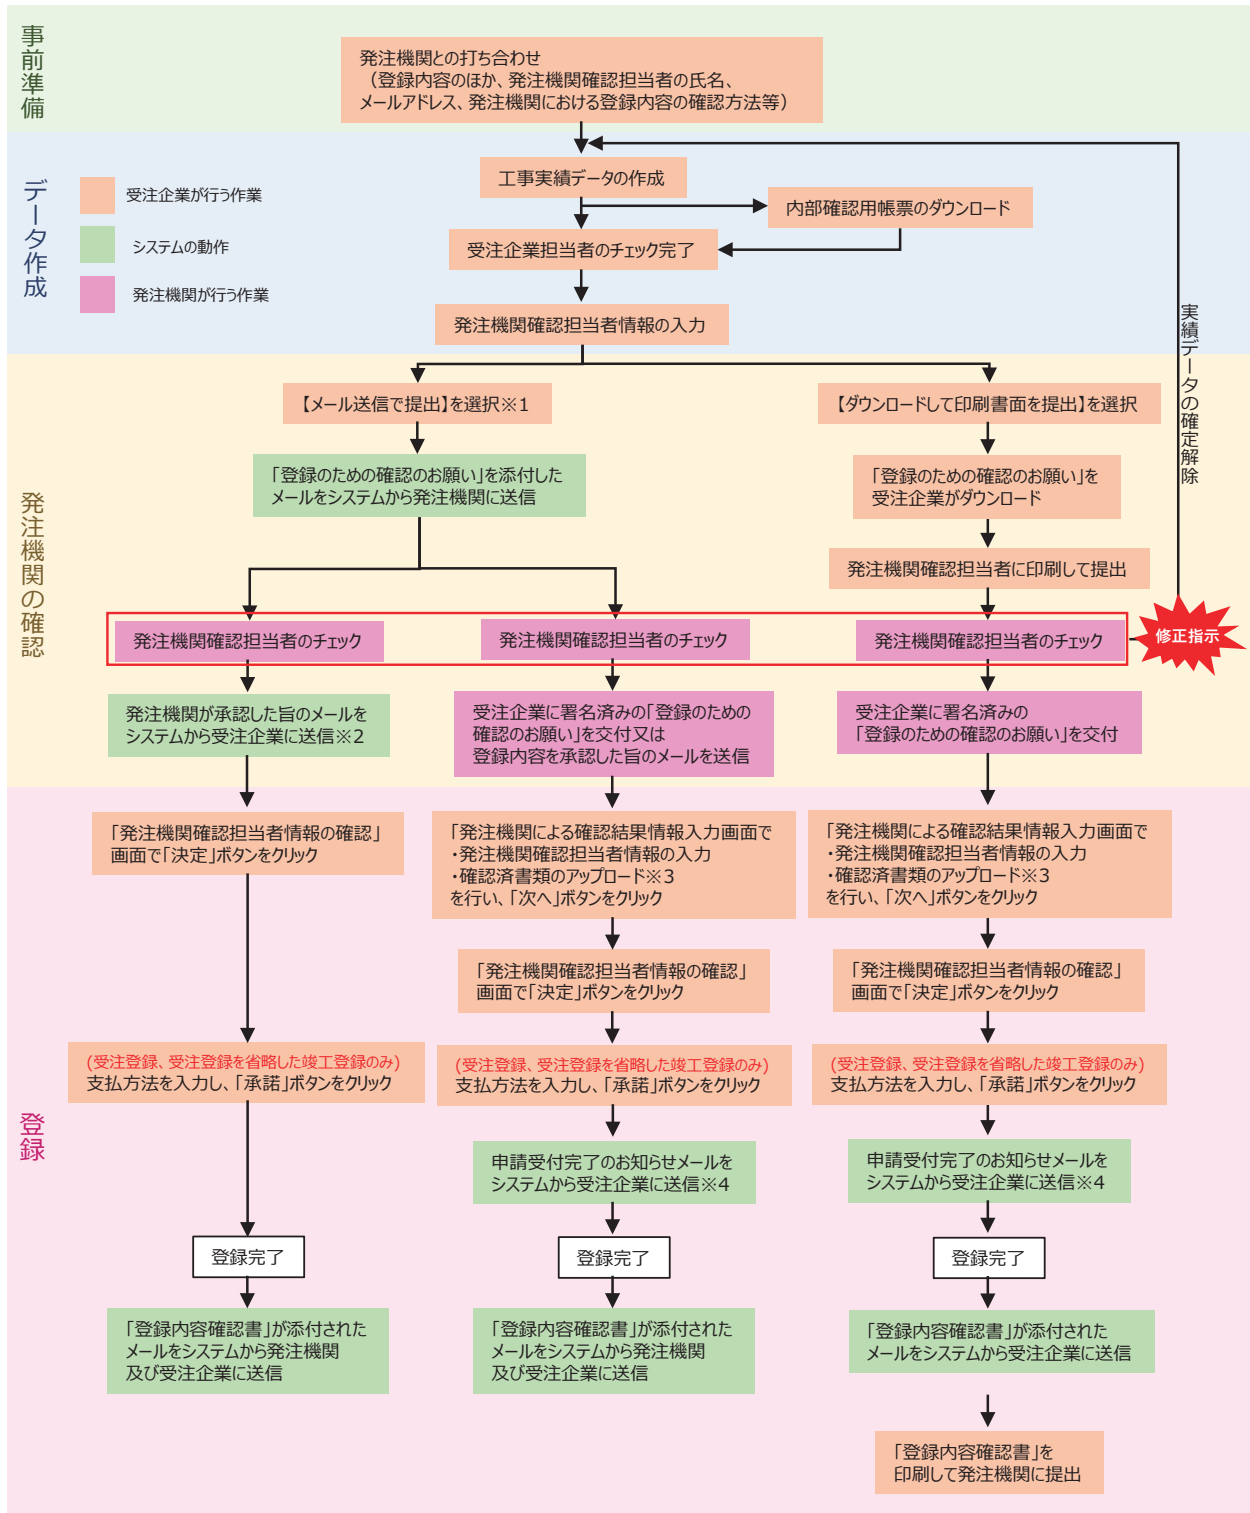 事前準備
発注機関との打ち合わせ
（登録内容のほか、発注機関確認担当者の氏名、
メールアドレス、発注機関における登録内容の確認方法等）
データ作成
受注企業が行う作業
システムの動作
発注機関が行う作業
工事実績データの作成
内部確認用帳票のダウンロード
受注企業担当者のチェック完了
発注機関確認担当者情報の入力
実績データの確定解除
発注機関の確認
【メール送信で提出】を選択※1
【ダウンロードして印刷書面を提出】を選択
「登録のための確認のお願い」を添付した
メールをシステムから発注機関に送信
「登録のための確認のお願い」を
受注企業がダウンロード
発注機関確認担当者に印刷して提出
発注機関確認担当者のチェック
発注機関確認担当者のチェック
発注機関確認担当者のチェック
修正指示
発注機関が承認した旨のメールを
システムから受注企業に送信※2
受注企業に署名済みの「登録のための
確認のお願い」を交付又は
登録内容を承認した旨のメールを送信
受注企業に署名済みの
「登録のための確認のお願い」を交付
登録
「発注機関確認担当者情報の確認」
画面で「決定」ボタンをクリック
「発注機関による確認結果情報入力画面で
・発注機関確認担当者情報の入力
・確認済書類のアップロード※3
を行い、「次へ」ボタンをクリック
「発注機関による確認結果情報入力画面で
・発注機関確認担当者情報の入力
・確認済書類のアップロード※3
を行い、「次へ」ボタンをクリック
「発注機関確認担当者情報の確認」
画面で「決定」ボタンをクリック
「発注機関確認担当者情報の確認」
画面で「決定」ボタンをクリック
(受注登録、受注登録を省略した竣工登録のみ)
支払方法を入力し、「承諾」ボタンをクリック
(受注登録、受注登録を省略した竣工登録のみ)
支払方法を入力し、「承諾」ボタンをクリック
(受注登録、受注登録を省略した竣工登録のみ)
支払方法を入力し、「承諾」ボタンをクリック
申請受付完了のお知らせメールを
システムから受注企業に送信※4
申請受付完了のお知らせメールを
システムから受注企業に送信※4
登録完了
登録完了
登録完了
「登録内容確認書」が添付された
メールをシステムから発注機関
及び受注企業に送信
「登録内容確認書」が添付された
メールをシステムから発注機関
及び受注企業に送信
「登録内容確認書」が添付された
メールをシステムから受注企業に送信
「登録内容確認書」を
印刷して発注機関に提出